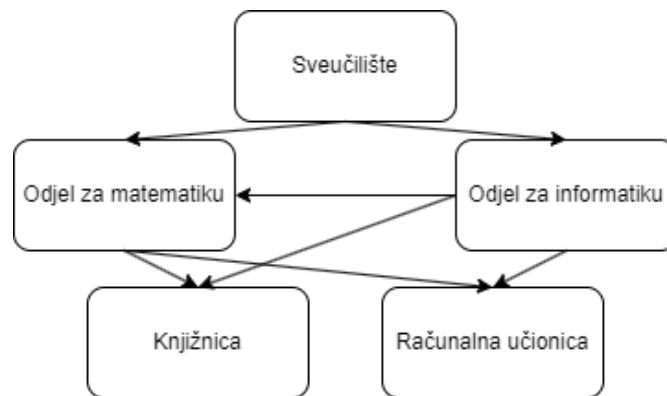 Sveučilište
Odjel za matematiku
Odjel za informatiku
Knjižnica
Računalna učionica